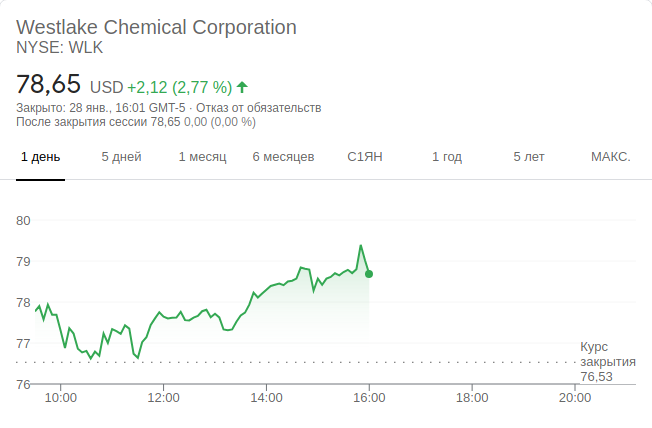 Westlake Chemical Corporation
NYSE: WLK
78,65 USD +2,12 (2,77 %)
Закрыто: 28 янв., 16:01 GMT-5 · Отказ от обязательств
После закрытия сессии 78,65 0,00 (0,00 %)
1 день 5 дней 1 месяц 6 месяцев С1ЯН 1 год 5 лет МАКС.
80
79
78
77
Курс
закрытия
76,53
76
10:00 12:00 14:00 16:00 18:00 20:00